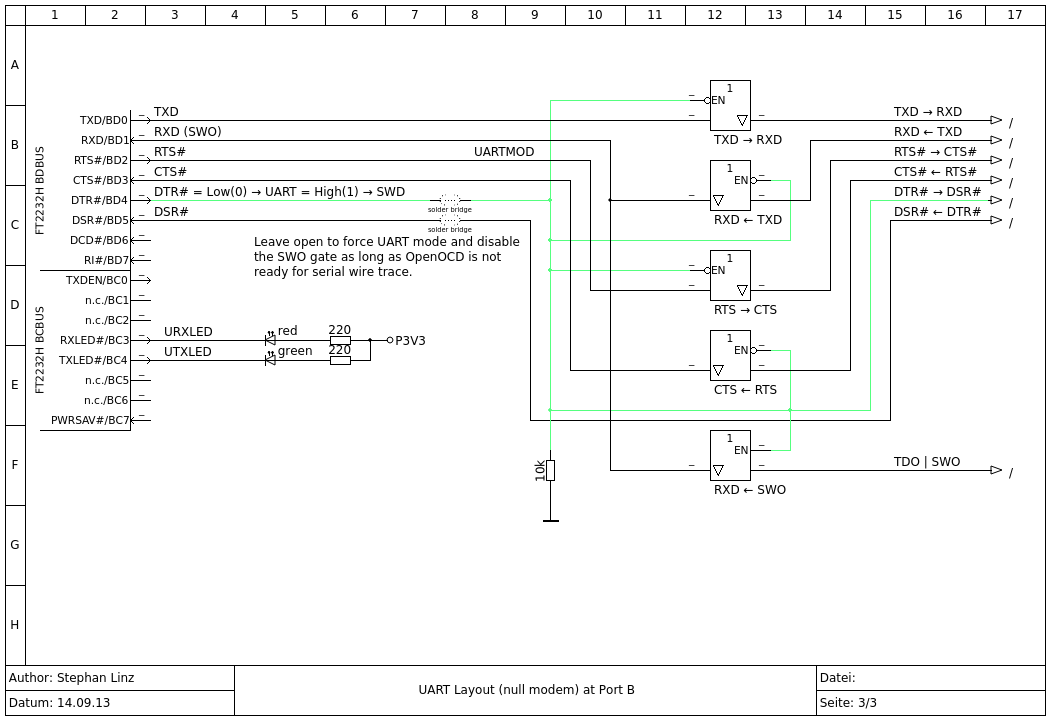 1 2 3 4 5 6 7 8 9 10 11 12 13 14 15 16 17
A
B
C
D
E
F
G
H
FT2232H BDBUS
TXD/BD0
RXD/BD1
RTS#/BD2
CTS#/BD3
DTR#/BD4
DSR#/BD5
DCD#/BD6
RI#/BD7
FT2232H BCBUS
TXDEN/BC0
n.c./BC1
n.c./BC2
RXLED#/BC3
TXLED#/BC4
n.c./BC5
n.c./BC6
PWRSAV#/BC7
TXD
RXD (SWO)
RTS#
UARTMOD
CTS#
DTR# = Low(0) → UART = High(1) → SWD
solder bridge
DSR#
solder bridge
Leave open to force UART mode and disable
the SWO gate as long as OpenOCD is not
ready for serial wire trace.
URXLED
red
220
P3V3
UTXLED
green
220
10k
1
EN
TXD → RXD
1
EN
RXD ← TXD
1
EN
RTS → CTS
1
EN
CTS ← RTS
1
EN
RXD ← SWO
TXD → RXD
/
RXD ← TXD
/
RTS# → CTS#
/
CTS# ← RTS#
/
DTR# → DSR#
/
DSR# ← DTR#
/
TDO | SWO
/
Author: Stephan Linz
Datum: 14.09.13
UART Layout (null modem) at Port B
Datei:
Seite: 3/3